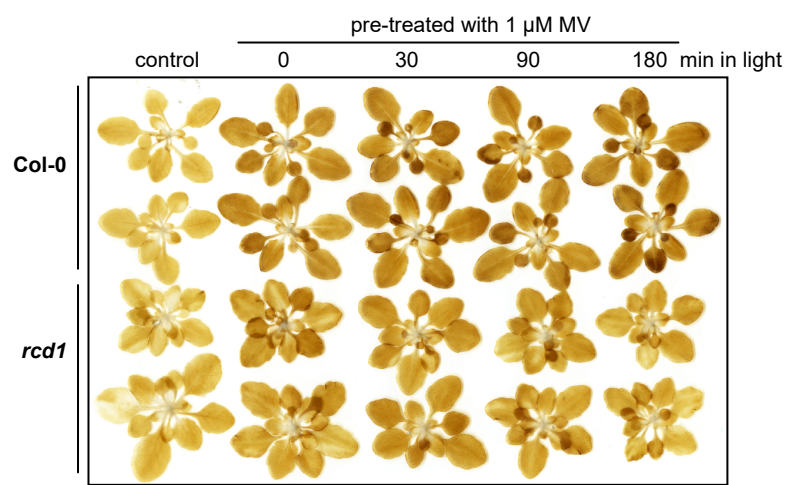 pre-treated with 1 µM MV
control 0 30 90 180 min in light
Col-0
rcd1